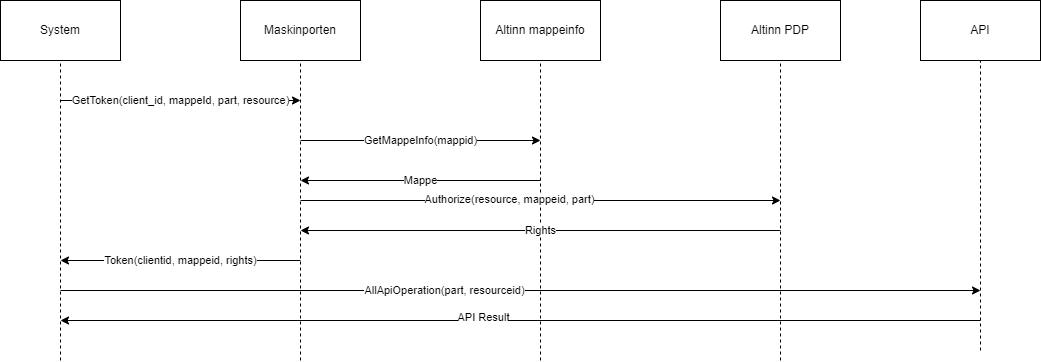 System
Maskinporten
Altinn mappeinfo
Altinn PDP
API
GetToken(client_id, mappeId, part, resource)
GetMappeInfo(mappid)
Mappe
Authorize(resource, mappeid, part)
Rights
Token(clientid, mappeid, rights)
AllApiOperation(part, resourceid)
API Result